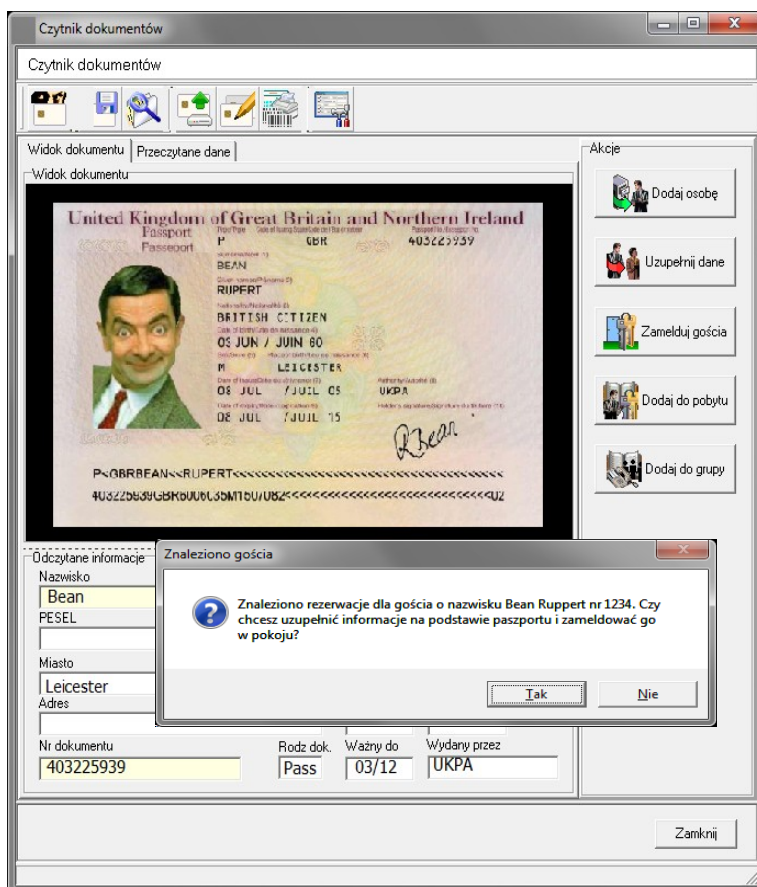 Czytnik dokumentów
Czytnik dokumentów
Widok dokumentu
Przeczytane dane
Akcje
Widok dokumentu
United Kingdom of Great Britain and Northern Ireland
Passport
Passeport
P GBR 403225939
BEAN
RUPERT
BRITISH CITIZEN
JUN / JUIN 60
M LEICESTER
08 JUL /JUIL 05 UKPA
08 JUL /JUIL 15
R Bean
P<GBRBEAN<<RUPERT<<<<<<<<<<<<<<<<<<<<<<<<<<<
Dodaj osobę
Uzupełnij dane
Zamelduj gościa
Dodaj do pobytu
Dodaj do grupy
Odczytane informacje
Nazwisko
Bean
PESEL
Miasto
Leicester
Adres
Znaleziono gościa
Znaleziono rezerwacje dla gościa o nazwisku Bean Ruppert nr 1234. Czy
chcesz uzupełnić informacje na podstawie paszportu i zameldować go
w pokoju?
Tak
Nie
Nr dokumentu
Rodz dok.
Ważny do
Wydany przez
403225939
Pass
03/12
UKPA
Zamknij